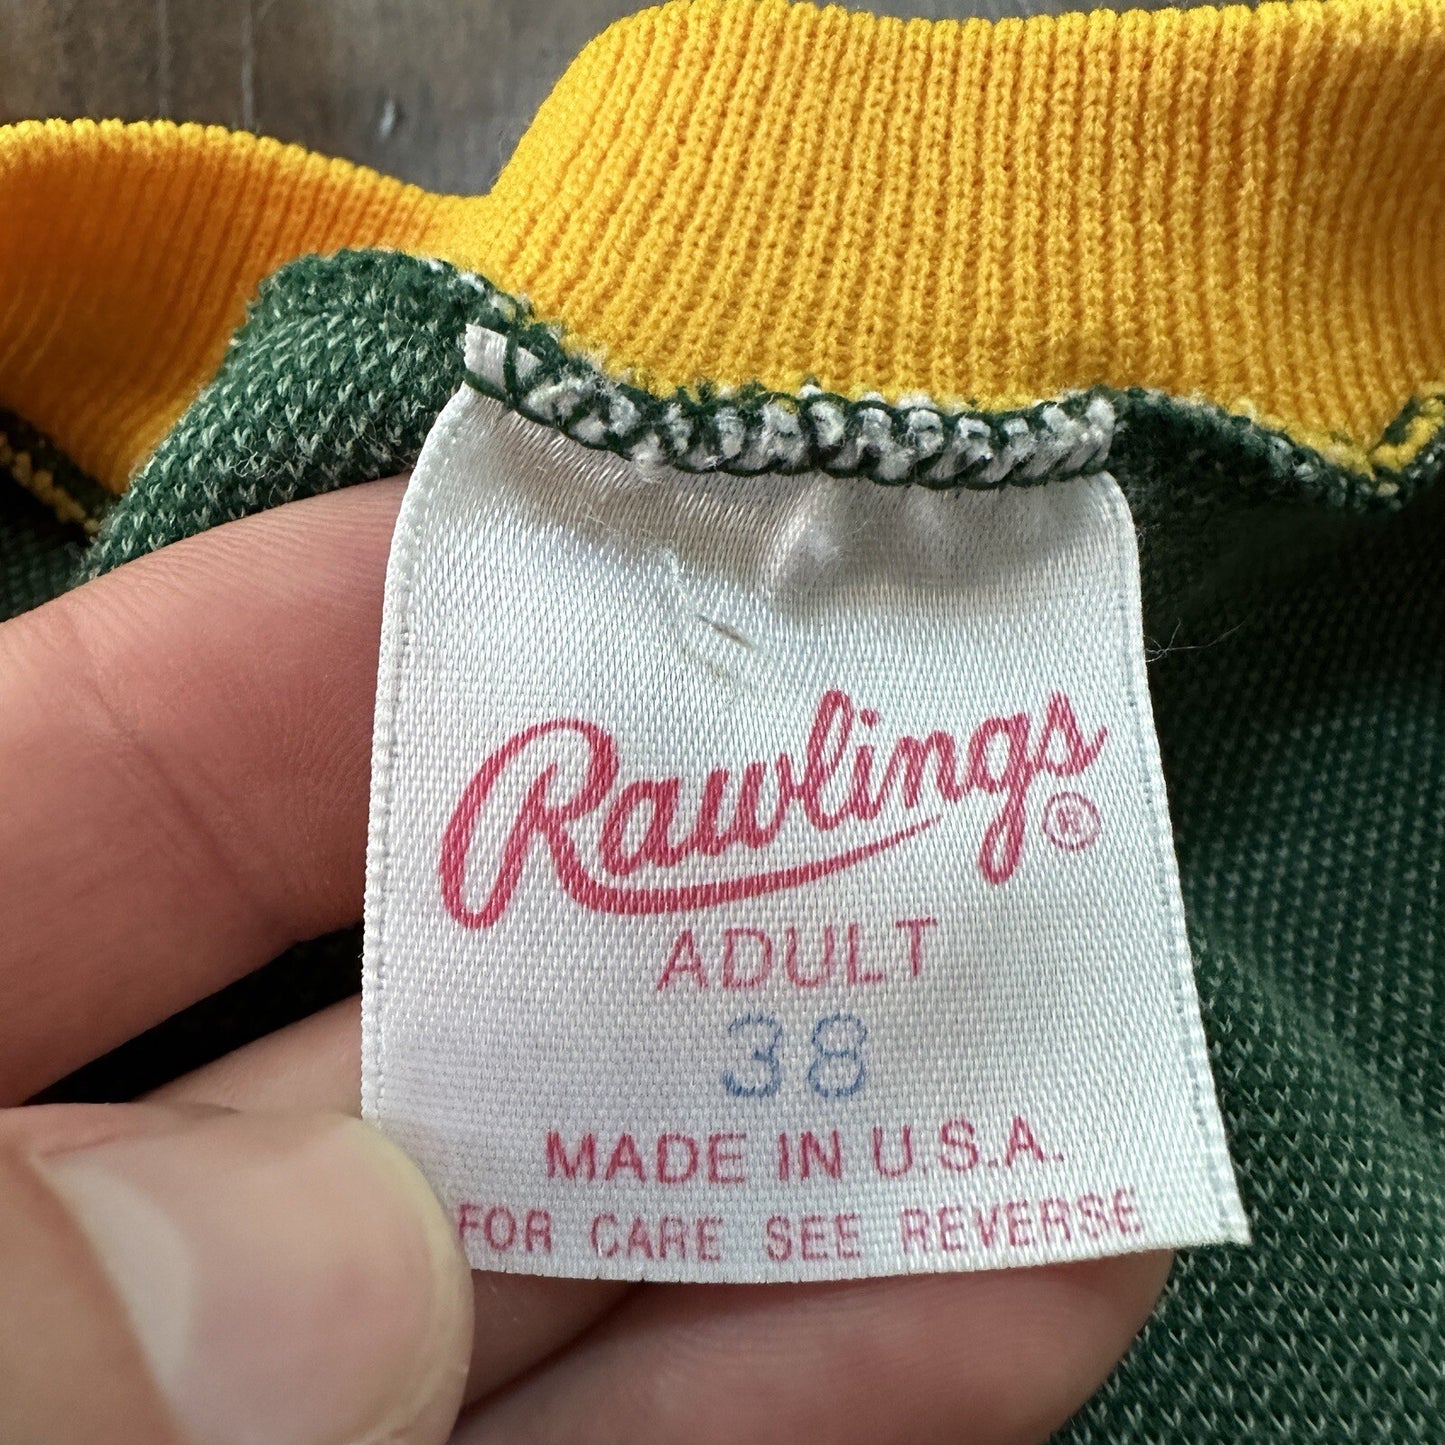 Rawlings®
ADULT
38
MADE IN U.S.A.
FOR CARE SEE REVERSE